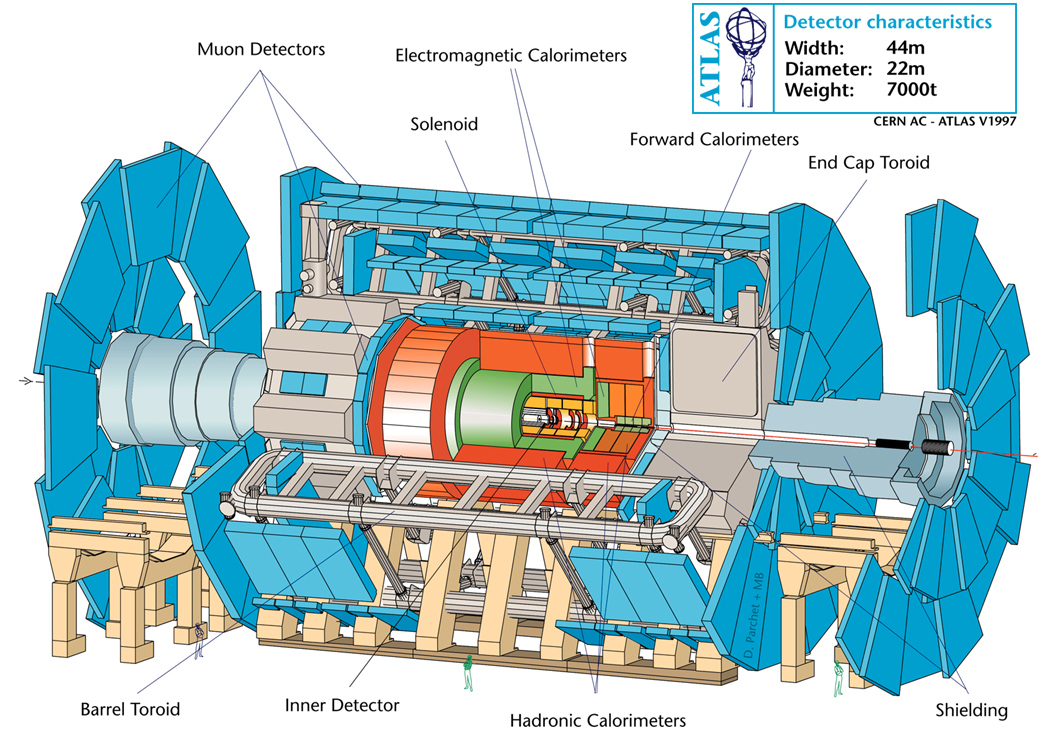 ATLAS
Detector characteristics
Width: 44m
Diameter: 22m
Weight: 7000t
CERN AC - ATLAS V1997
Muon Detectors
Electromagnetic Calorimeters
Solenoid
Forward Calorimeters
End Cap Toroid
D. Parchet + MB
Barrel Toroid
Inner Detector
Hadronic Calorimeters
Shielding